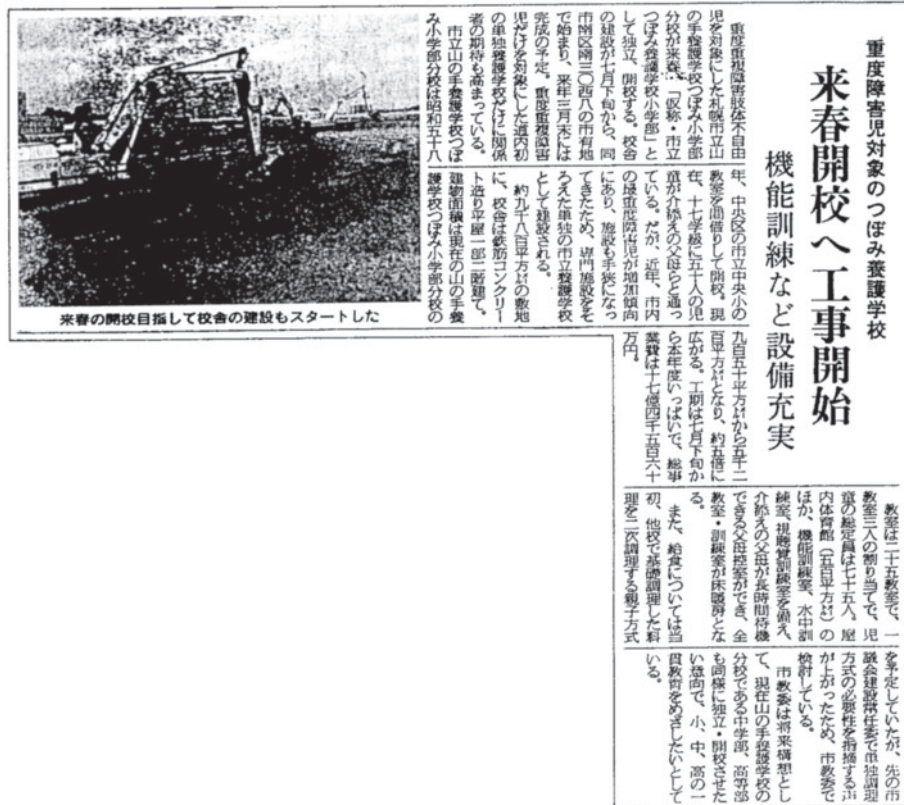 重度障害児対象のつぼみ養護学校
来春開校へ工事開始
機能訓練など設備充実
重度重複障害肢体不自由
児を対象にした札幌市立山
の手養護学校つぼみ小学部
分校が来春、「仮称・市立
つぼみ養護学校小学部」と
して独立、開校する。校舎
の建設が七月下旬から、同
市南区南三〇西八の市有地
で始まり、来年三月末には
完成の予定。重度重複障害
児だけを対象にした道内初
の単独養護学校だけに関係
者の期待も高まっている。
市立山の手養護学校つぼ
み小学部分校は昭和五十八
年、中央区の市立中央小の
教室を間借りして開校。現
在、十七学級に五十人の児
童が介添えの父母らと通っ
ている。だが、近年、市内
の最重度障害児が増加傾向
にあり、施設も手狭になっ
てきたため、専門施設をそ
ろえた単独の市立養護学校
として建設される。
約九千八百平方㍍の敷地
に、校舎は鉄筋コンクリー
ト造り平屋一部二階建て。
建物面積は現在の山の手養
護学校つぼみ小学部分校の
九百五十平方㍍から五千二
百平方㍍となり、約五倍に
広がる。工期は七月下旬か
ら本年度いっぱいで、総事
業費は十七億四千五百六十
万円。
教室は二十五教室で、一
教室三人の割り当てで、児
童の総定員は七十五人。屋
内体育館(五百平方㍍)の
ほか、機能訓練室、水中訓
練室、視聴覚訓練室を備え、
介添えの父母が長時間待機
できる父母控室ができ、全
教室・訓練室が床暖房とな
る。
また、給食については当
初、他校で基礎調理した料
理を二次調理する親子方式
を予定していたが、先の市
議会建設常任委で単独調理
方式の必要性を指摘する声
が上がったため、市教委で
検討している。
市教委は将来構想とし
て、現在山の手養護学校の
分校である中学部、高等部
も同様に独立・開校させた
い意向で、小、中、高の一
貫教育をめざしたいとして
いる。
来春の開校目指して校舎の建設もスタートした